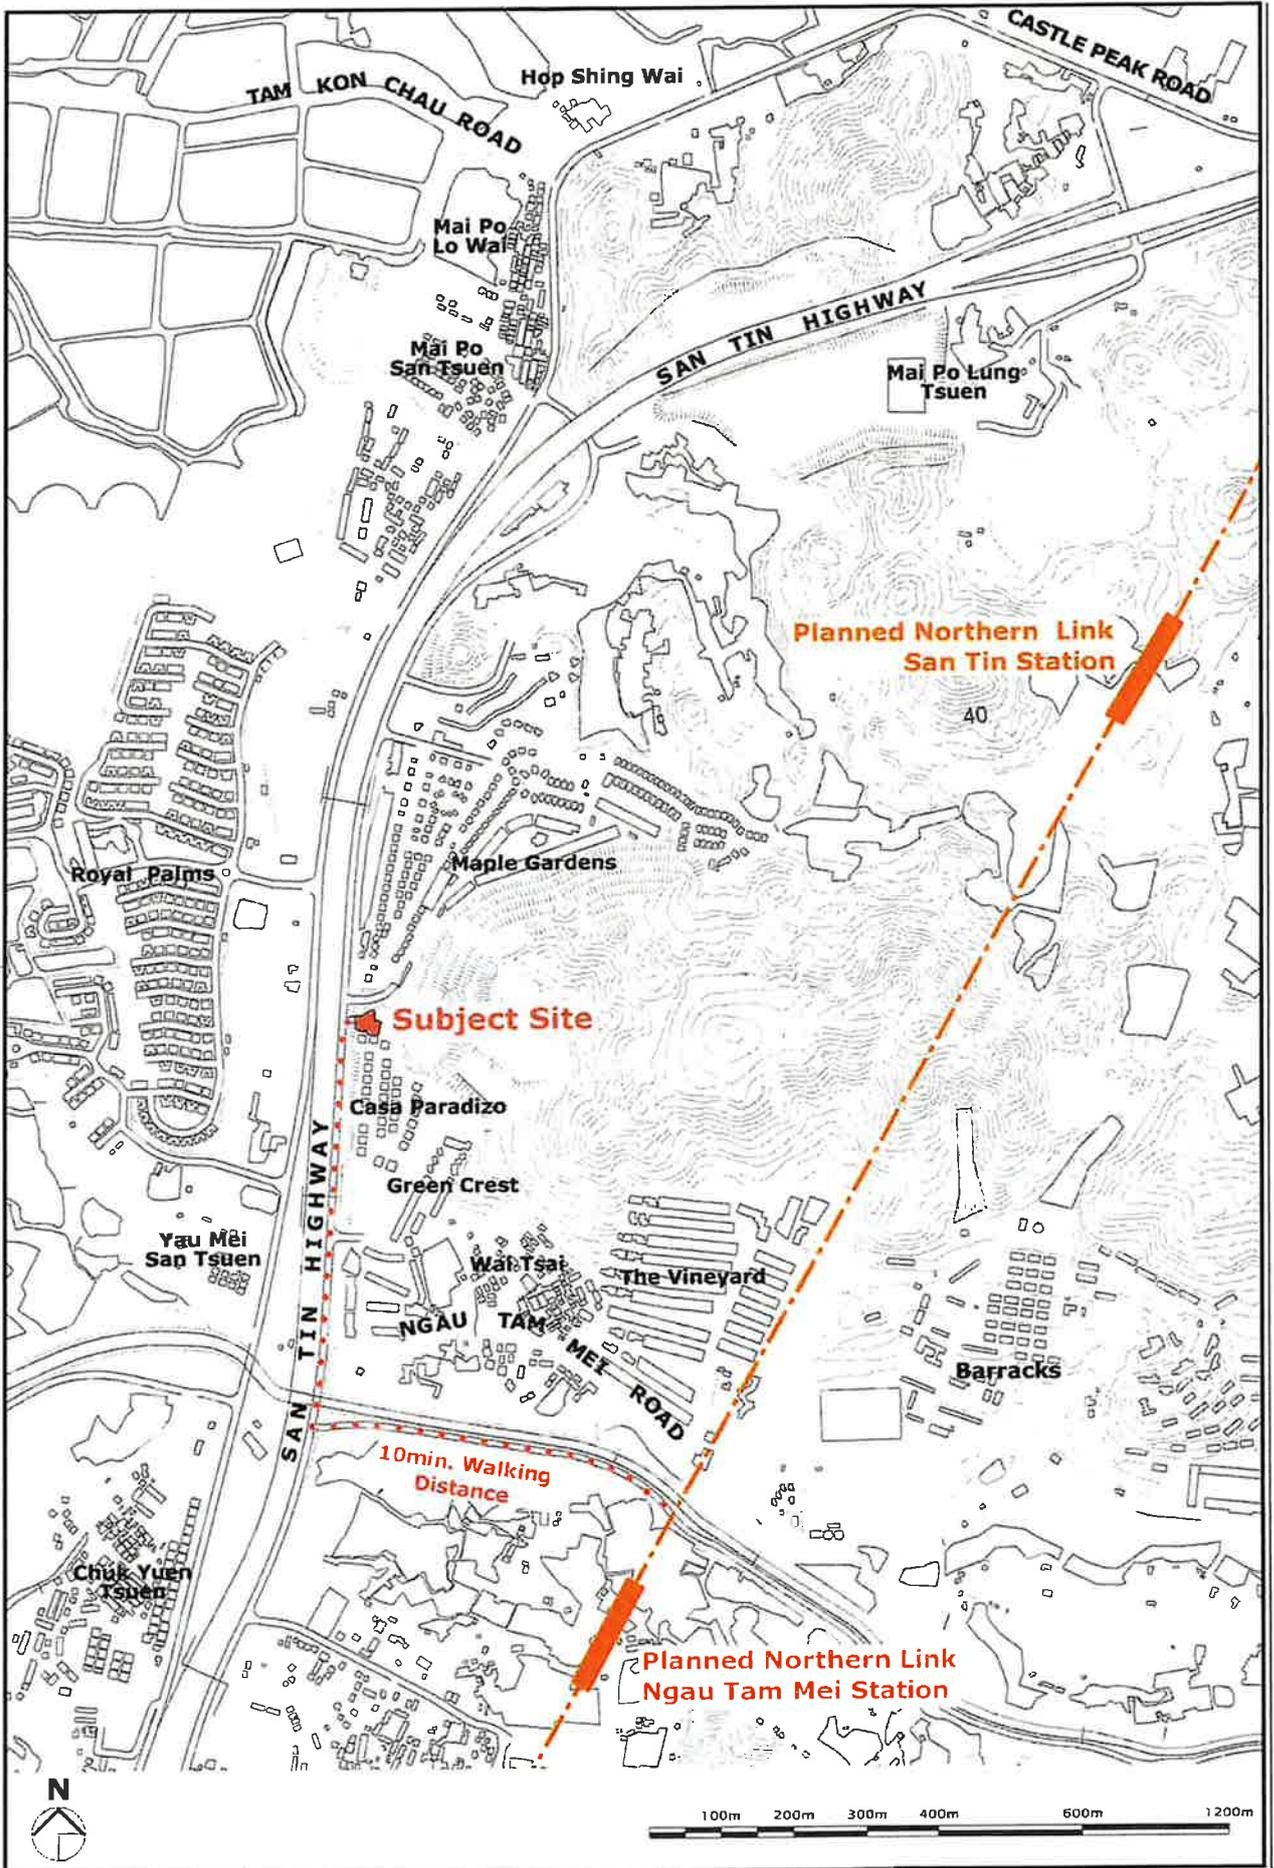 CASTLE PEAK ROAD
Hop Shing Wai
TAM KON CHAU ROAD
Mai Po
Lo Wai
SAN TIN HIGHWAY
Mai Po
San Tsuen
Mai Po Lung
Tsuen
Planned Northern Link
San Tin Station
40
Maple Gardens
Royal Palms
Subject Site
Casa Paradizo
Green Crest
SAN TIN HIGHWAY
Yau Mei
San Tsuen
Wai Tsai
The Vineyard
NGAU TAM MEI ROAD
Barracks
10min. Walking
Distance
Chuk Yuen
Tsuen
Planned Northern Link
Ngau Tam Mei Station
N
100m 200m 300m 400m 600m 1200m